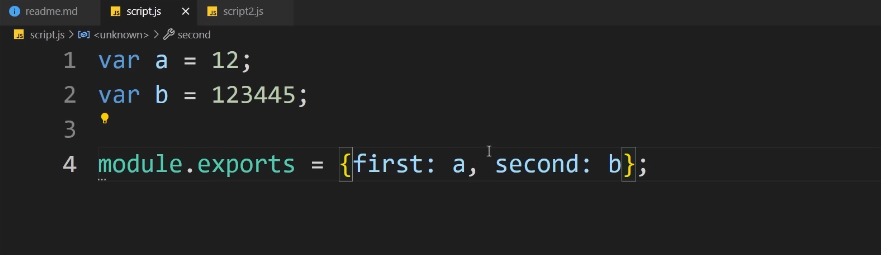 readme.md script.js script2.js
script.js > <unknown> > second
1 var a = 12;
2 var b = 123445;
3
4 module.exports = {first: a, second: b};